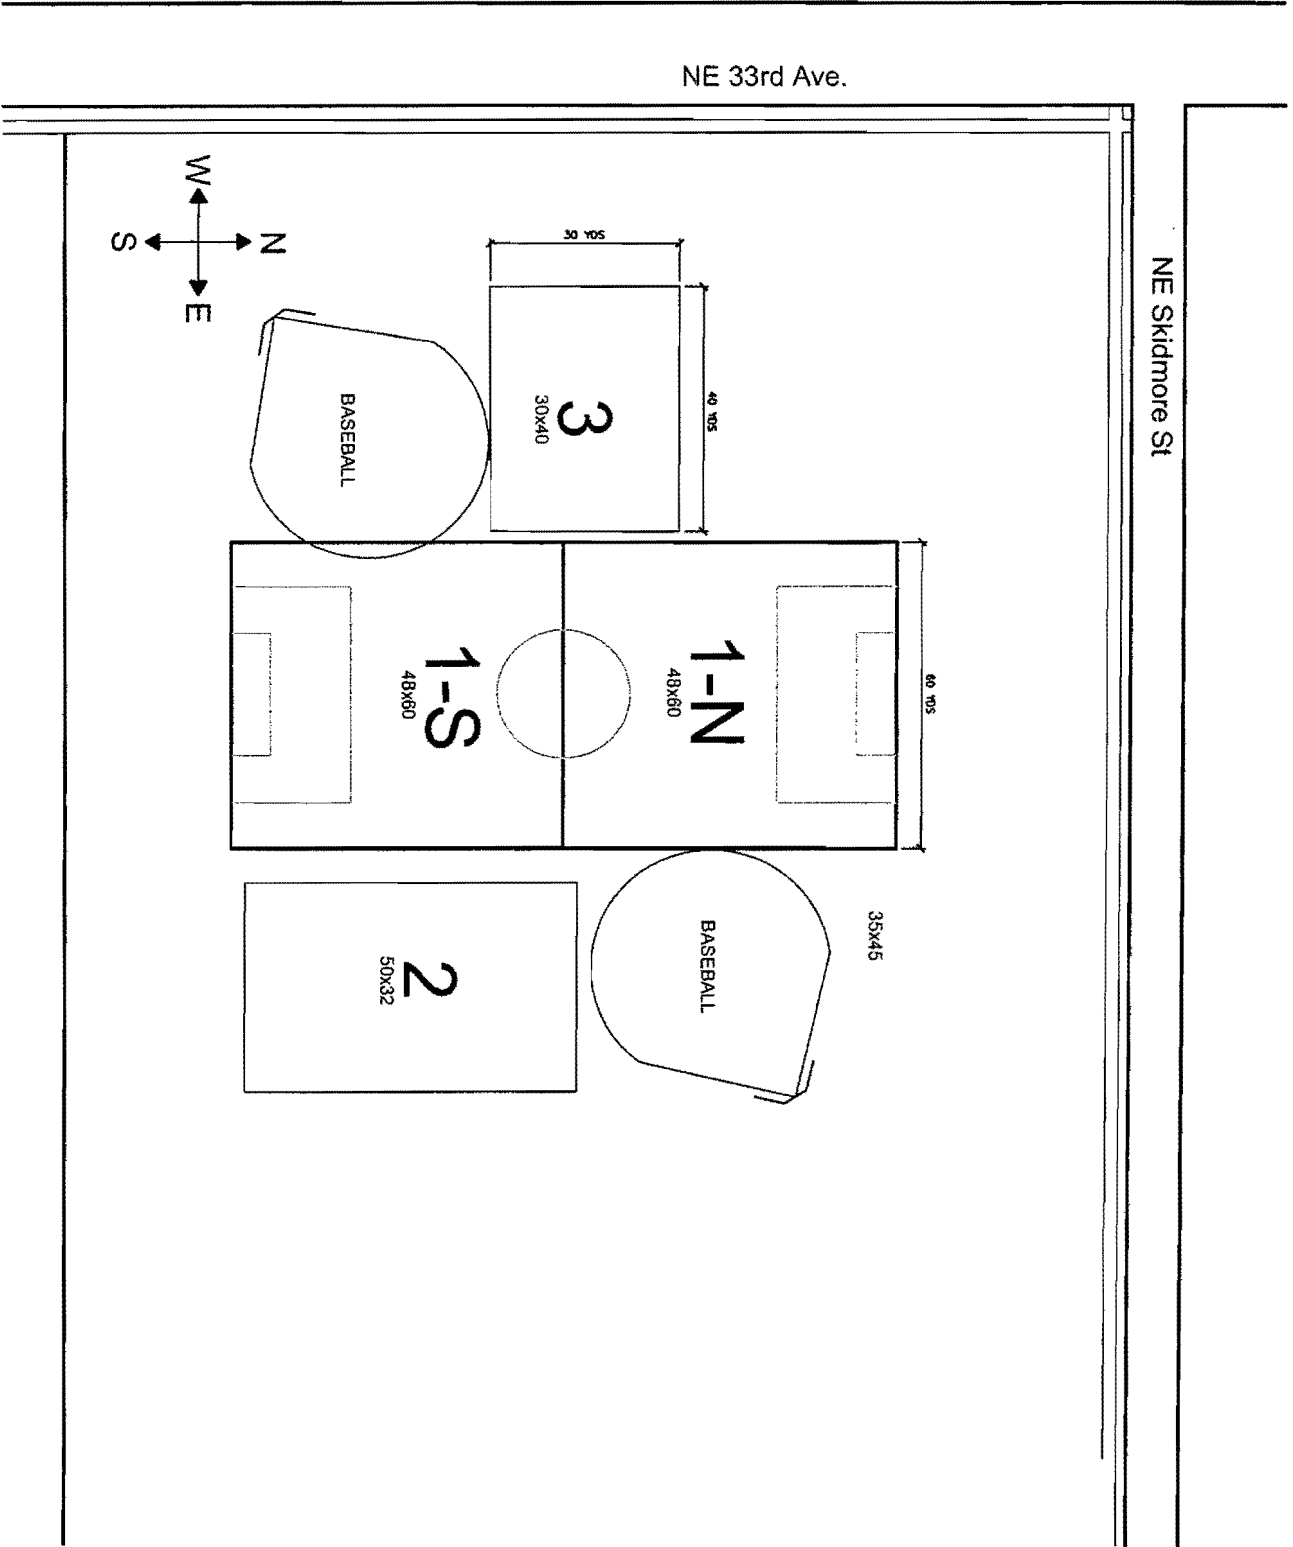 NE 33rd Ave.
NE Skidmore St
W
N
S
E
30 YDS
40 YDS
3
30x40
BASEBALL
60 YDS
1-N
48x60
1-S
48x60
35x45
BASEBALL
2
50x32